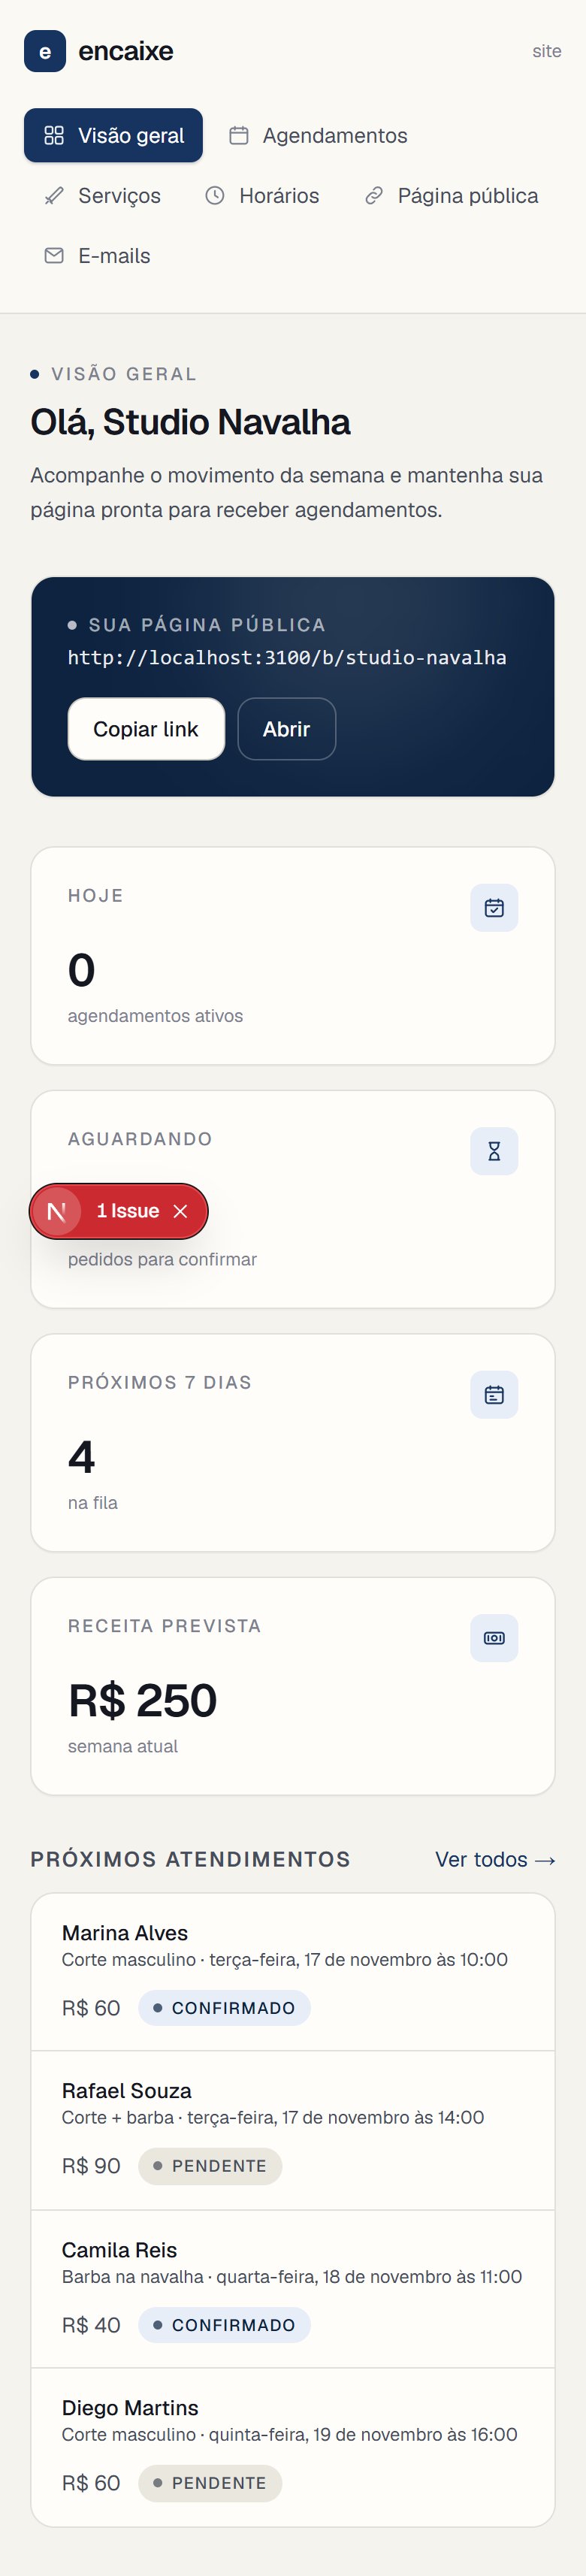 e encaixe
site
Visão geral
Agendamentos
Serviços
Horários
Página pública
E-mails
VISÃO GERAL
Olá, Studio Navalha
Acompanhe o movimento da semana e mantenha sua
página pronta para receber agendamentos.
SUA PÁGINA PÚBLICA
http://localhost:3100/b/studio-navalha
Copiar link
Abrir
HOJE
0
agendamentos ativos
AGUARDANDO
N 1 Issue
pedidos para confirmar
PRÓXIMOS 7 DIAS
4
na fila
RECEITA PREVISTA
R$ 250
semana atual
PRÓXIMOS ATENDIMENTOS
Ver todos →
Marina Alves
Corte masculino · terça-feira, 17 de novembro às 10:00
R$ 60 CONFIRMADO
Rafael Souza
Corte + barba · terça-feira, 17 de novembro às 14:00
R$ 90 PENDENTE
Camila Reis
Barba na navalha · quarta-feira, 18 de novembro às 11:00
R$ 40 CONFIRMADO
Diego Martins
Corte masculino · quinta-feira, 19 de novembro às 16:00
R$ 60 PENDENTE